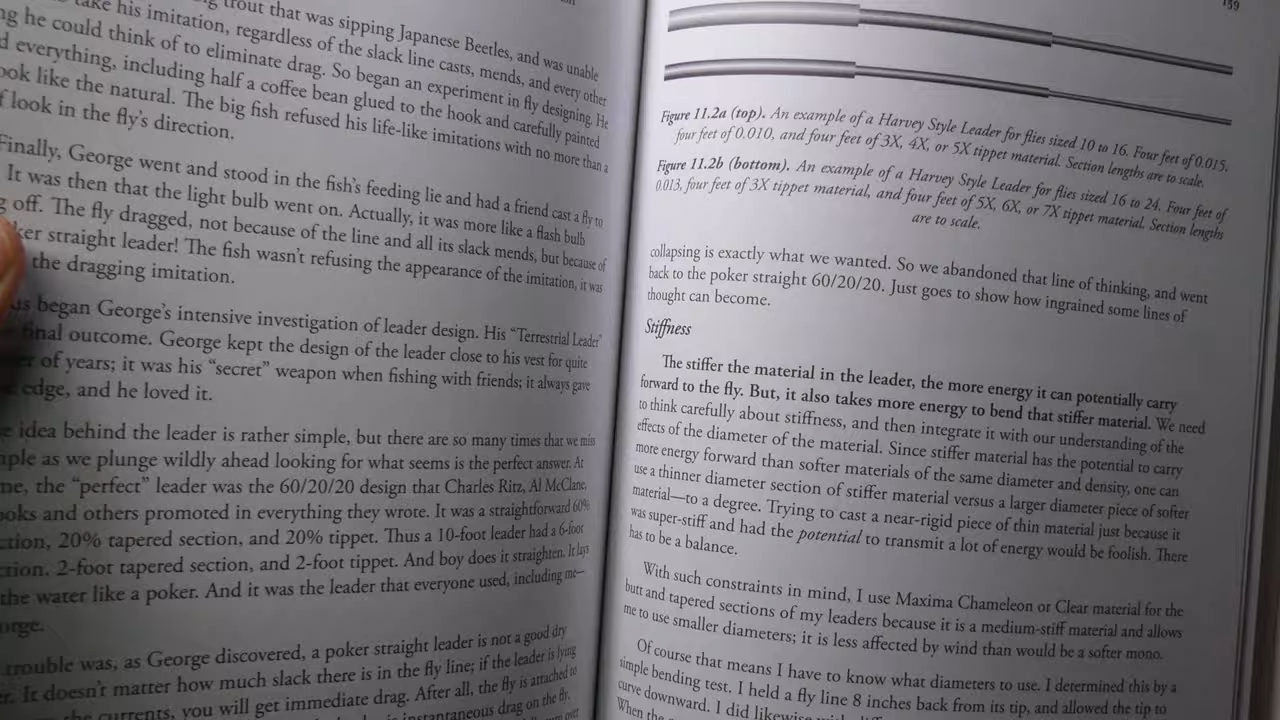 trout that was sipping Japanese Beetles, and was unable
take his imitation, regardless of the slack line casts, mends, and every other
he could think of to eliminate drag. So began an experiment in fly designing. He
everything, including half a coffee bean glued to the hook and carefully painted
look like the natural. The big fish refused his life-like imitations with no more than a
look in the fly's direction.
Finally, George went and stood in the fish's feeding lie and had a friend cast a fly to
It was then that the light bulb went on. Actually, it was more like a flash bulb
off. The fly dragged, not because of the line and all its slack mends, but because of
straight leader! The fish wasn't refusing the appearance of the imitation, it was
the dragging imitation.
began George's intensive investigation of leader design. His "Terrestrial Leader"
final outcome. George kept the design of the leader close to his vest for quite
of years; it was his "secret" weapon when fishing with friends; it always gave
edge, and he loved it.
idea behind the leader is rather simple, but there are so many times that we miss
as we plunge wildly ahead looking for what seems is the perfect answer. At
the "perfect" leader was the 60/20/20 design that Charles Ritz, Al McClane,
and others promoted in everything they wrote. It was a straightforward 60%
20% tapered section, and 20% tippet. Thus a 10-foot leader had a 6-foot
2-foot tapered section, and 2-foot tippet. And boy does it straighten. It lays
the water like a poker. And it was the leader that everyone used, including me—
trouble was, as George discovered, a poker straight leader is not a good dry
It doesn't matter how much slack there is in the fly line; if the leader is lying
the currents, you will get immediate drag. After all, the fly is attached to
instantaneous drag on the fly.
159
Figure 11.2a (top). An example of a Harvey Style Leader for flies sized 10 to 16. Four feet of 0.015,
four feet of 0.010, and four feet of 3X, 4X, or 5X tippet material. Section lengths are to scale.
Figure 11.2b (bottom). An example of a Harvey Style Leader for flies sized 16 to 24. Four feet of
0.013, four feet of 3X tippet material, and four feet of 5X, 6X, or 7X tippet material. Section lengths
are to scale.
collapsing is exactly what we wanted. So we abandoned that line of thinking, and went
back to the poker straight 60/20/20. Just goes to show how ingrained some lines of
thought can become.
Stiffness
The stiffer the material in the leader, the more energy it can potentially carry
forward to the fly. But, it also takes more energy to bend that stiffer material. We need
to think carefully about stiffness, and then integrate it with our understanding of the
effects of the diameter of the material. Since stiffer material has the potential to carry
more energy forward than softer materials of the same diameter and density, one can
use a thinner diameter section of stiffer material versus a larger diameter piece of softer
material—to a degree. Trying to cast a near-rigid piece of thin material just because it
was super-stiff and had the potential to transmit a lot of energy would be foolish. There
has to be a balance.
With such constraints in mind, I use Maxima Chameleon or Clear material for the
butt and tapered sections of my leaders because it is a medium-stiff material and allows
me to use smaller diameters; it is less affected by wind than would be a softer mono.
Of course that means I have to know what diameters to use. I determined this by a
simple bending test. I held a fly line 8 inches back from its tip, and allowed the tip to
curve downward. I did likewise with
When the